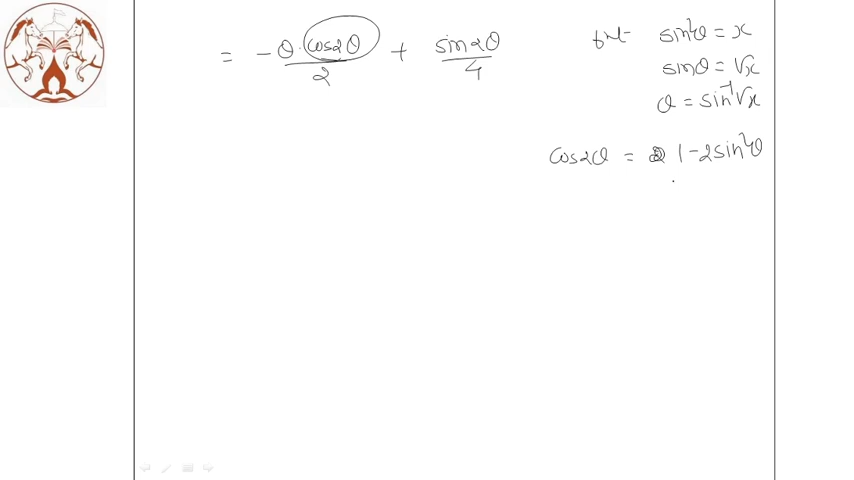 = -θ·cos2θ/2 + sin2θ/4
put sin²θ = x
sinθ = √x
θ = sin⁻¹√x
cos2θ = 1-2sin²θ